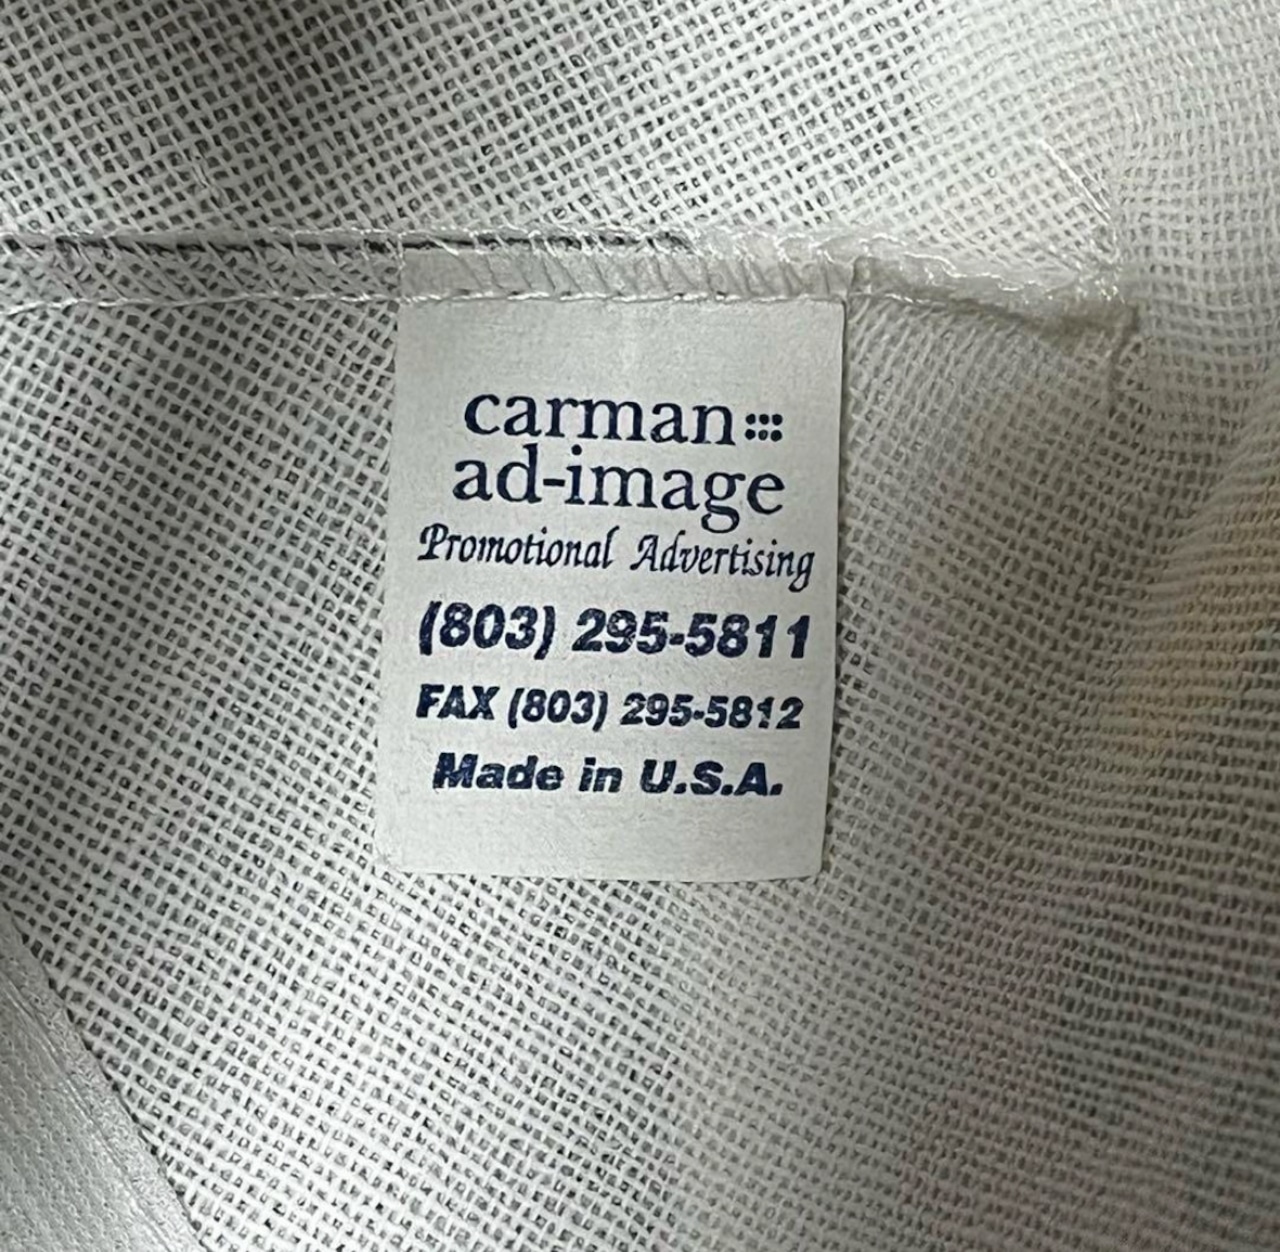 carman
ad-image
Promotional Advertising
(803) 295-5811
FAX (803) 295-5812
Made in U.S.A.